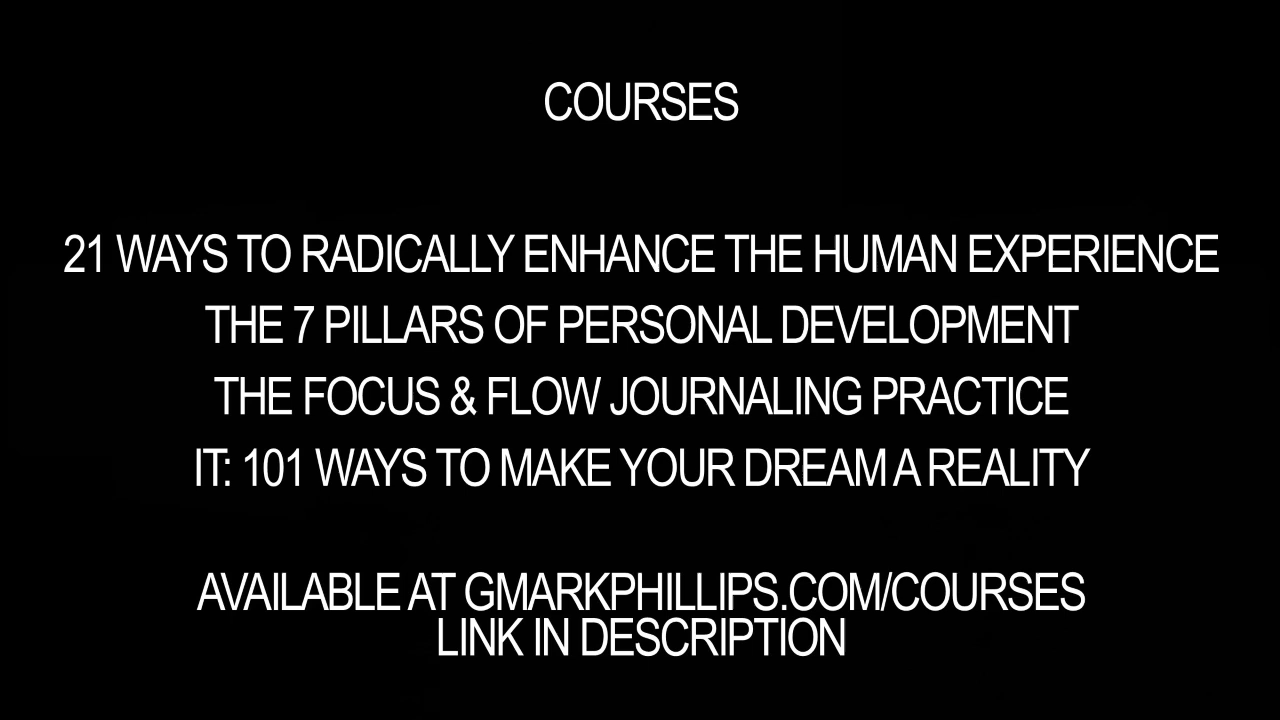 COURSES
21 WAYS TO RADICALLY ENHANCE THE HUMAN EXPERIENCE
THE 7 PILLARS OF PERSONAL DEVELOPMENT
THE FOCUS & FLOW JOURNALING PRACTICE
IT: 101 WAYS TO MAKE YOUR DREAM A REALITY
AVAILABLE AT GMARKPHILLIPS.COM/COURSES
LINK IN DESCRIPTION